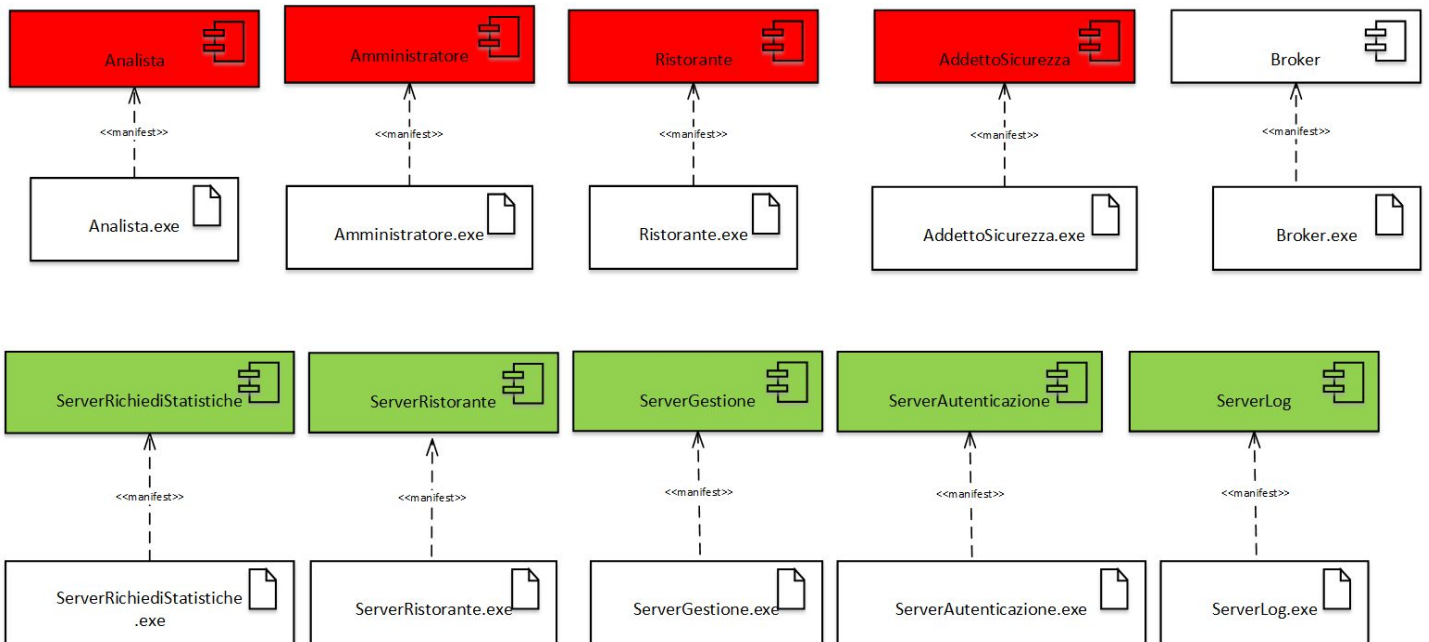 Analista
Amministratore
Ristorante
AddettoSicurezza
Broker
<<manifest>>
<<manifest>>
<<manifest>>
<<manifest>>
<<manifest>>
Analista.exe
Amministratore.exe
Ristorante.exe
AddettoSicurezza.exe
Broker.exe
ServerRichiediStatistiche
ServerRistorante
ServerGestione
ServerAutenticazione
ServerLog
<<manifest>>
<<manifest>>
<<manifest>>
<<manifest>>
<<manifest>>
ServerRichiediStatistiche
.exe
ServerRistorante.exe
ServerGestione.exe
ServerAutenticazione.exe
ServerLog.exe